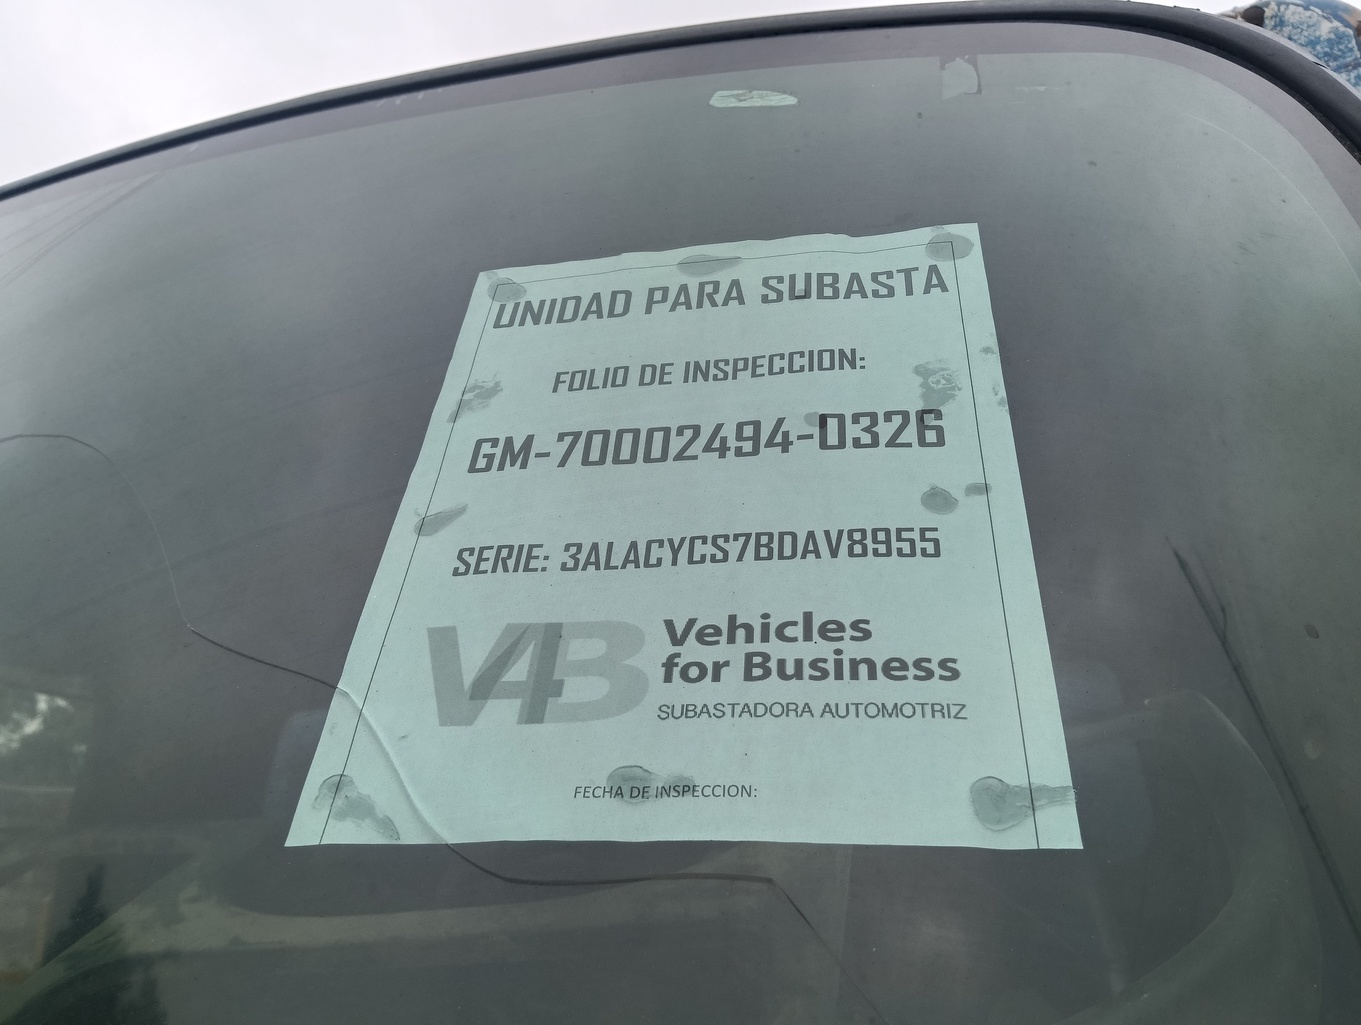 UNIDAD PARA SUBASTA
FOLIO DE INSPECCION:
GM-70002494-0326
SERIE: 3ALACYCS7BDAV8955
V4B Vehicles
for Business
SUBASTADORA AUTOMOTRIZ
FECHA DE INSPECCION: